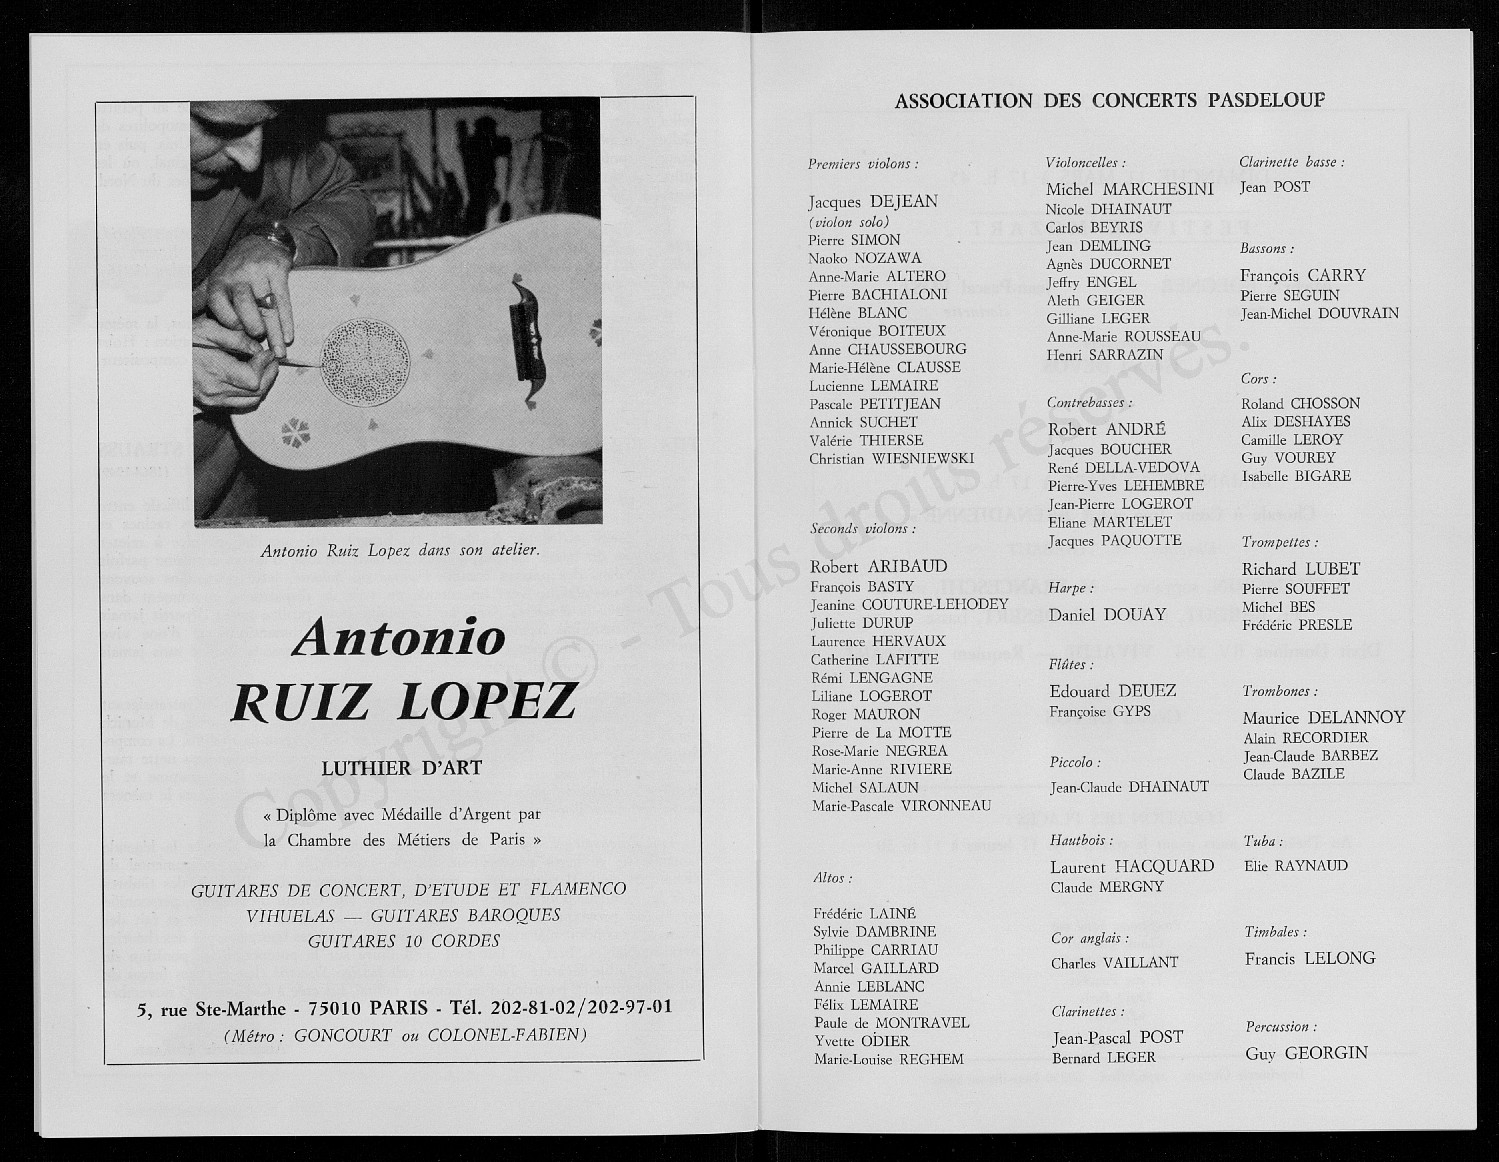 Antonio Ruiz Lopez dans son atelier.
Antonio
RUIZ LOPEZ
LUTHIER D'ART
« Diplôme avec Médaille d'Argent par
la Chambre des Métiers de Paris »
GUITARES DE CONCERT, D'ETUDE ET FLAMENCO
VIHUELAS — GUITARES BAROQUES
GUITARES 10 CORDES
5, rue Ste-Marthe - 75010 PARIS - Tél. 202-81-02/202-97-01
(Métro : GONCOURT ou COLONEL-FABIEN)
ASSOCIATION DES CONCERTS PASDELOUP
Premiers violons :
Jacques DEJEAN
(violon solo)
Pierre SIMON
Naoko NOZAWA
Anne-Marie ALTERO
Pierre BACHIALONI
Hélène BLANC
Véronique BOITEUX
Anne CHAUSSEBOURG
Marie-Hélène CLAUSSE
Lucienne LEMAIRE
Pascale PETITJEAN
Annick SUCHET
Valérie THIERSE
Christian WIESNIEWSKI
Seconds violons :
Robert ARIBAUD
François BASTY
Jeanine COUTURE-LEHODEY
Juliette DURUP
Laurence HERVAUX
Catherine LAFITTE
Rémi LENGAGNE
Liliane LOGEROT
Roger MAURON
Pierre de La MOTTE
Rose-Marie NEGREA
Marie-Anne RIVIERE
Michel SALAUN
Marie-Pascale VIRONNEAU
Altos :
Frédéric LAINÉ
Sylvie DAMBRINE
Philippe CARRIAU
Marcel GAILLARD
Annie LEBLANC
Félix LEMAIRE
Paule de MONTRAVEL
Yvette ODIER
Marie-Louise REGHEM
Violoncelles :
Michel MARCHESINI
Nicole DHAINAUT
Carlos BEYRIS
Jean DEMLING
Agnès DUCORNET
Jeffry ENGEL
Aleth GEIGER
Gilliane LEGER
Anne-Marie ROUSSEAU
Henri SARRAZIN
Contrebasses :
Robert ANDRÉ
Jacques BOUCHER
René DELLA-VEDOVA
Pierre-Yves LEHEMBRE
Jean-Pierre LOGEROT
Eliane MARTELET
Jacques PAQUOTTE
Harpe :
Daniel DOUAY
Flûtes :
Edouard DEUEZ
Françoise GYPS
Piccolo :
Jean-Claude DHAINAUT
Hautbois :
Laurent HACQUARD
Claude MERGNY
Cor anglais :
Charles VAILLANT
Clarinettes :
Jean-Pascal POST
Bernard LEGER
Clarinette basse :
Jean POST
Bassons :
François CARRY
Pierre SEGUIN
Jean-Michel DOUVRAIN
Cors :
Roland CHOSSON
Alix DESHAYES
Camille LEROY
Guy VOUREY
Isabelle BIGARE
Trompettes :
Richard LUBET
Pierre SOUFFET
Michel BES
Frédéric PRESLE
Trombones :
Maurice DELANNOY
Alain RECORDIER
Jean-Claude BARBEZ
Claude BAZILE
Tuba :
Elie RAYNAUD
Timbales :
Francis LELONG
Percussion :
Guy GEORGIN
Copyright © - Tous droits réservés.